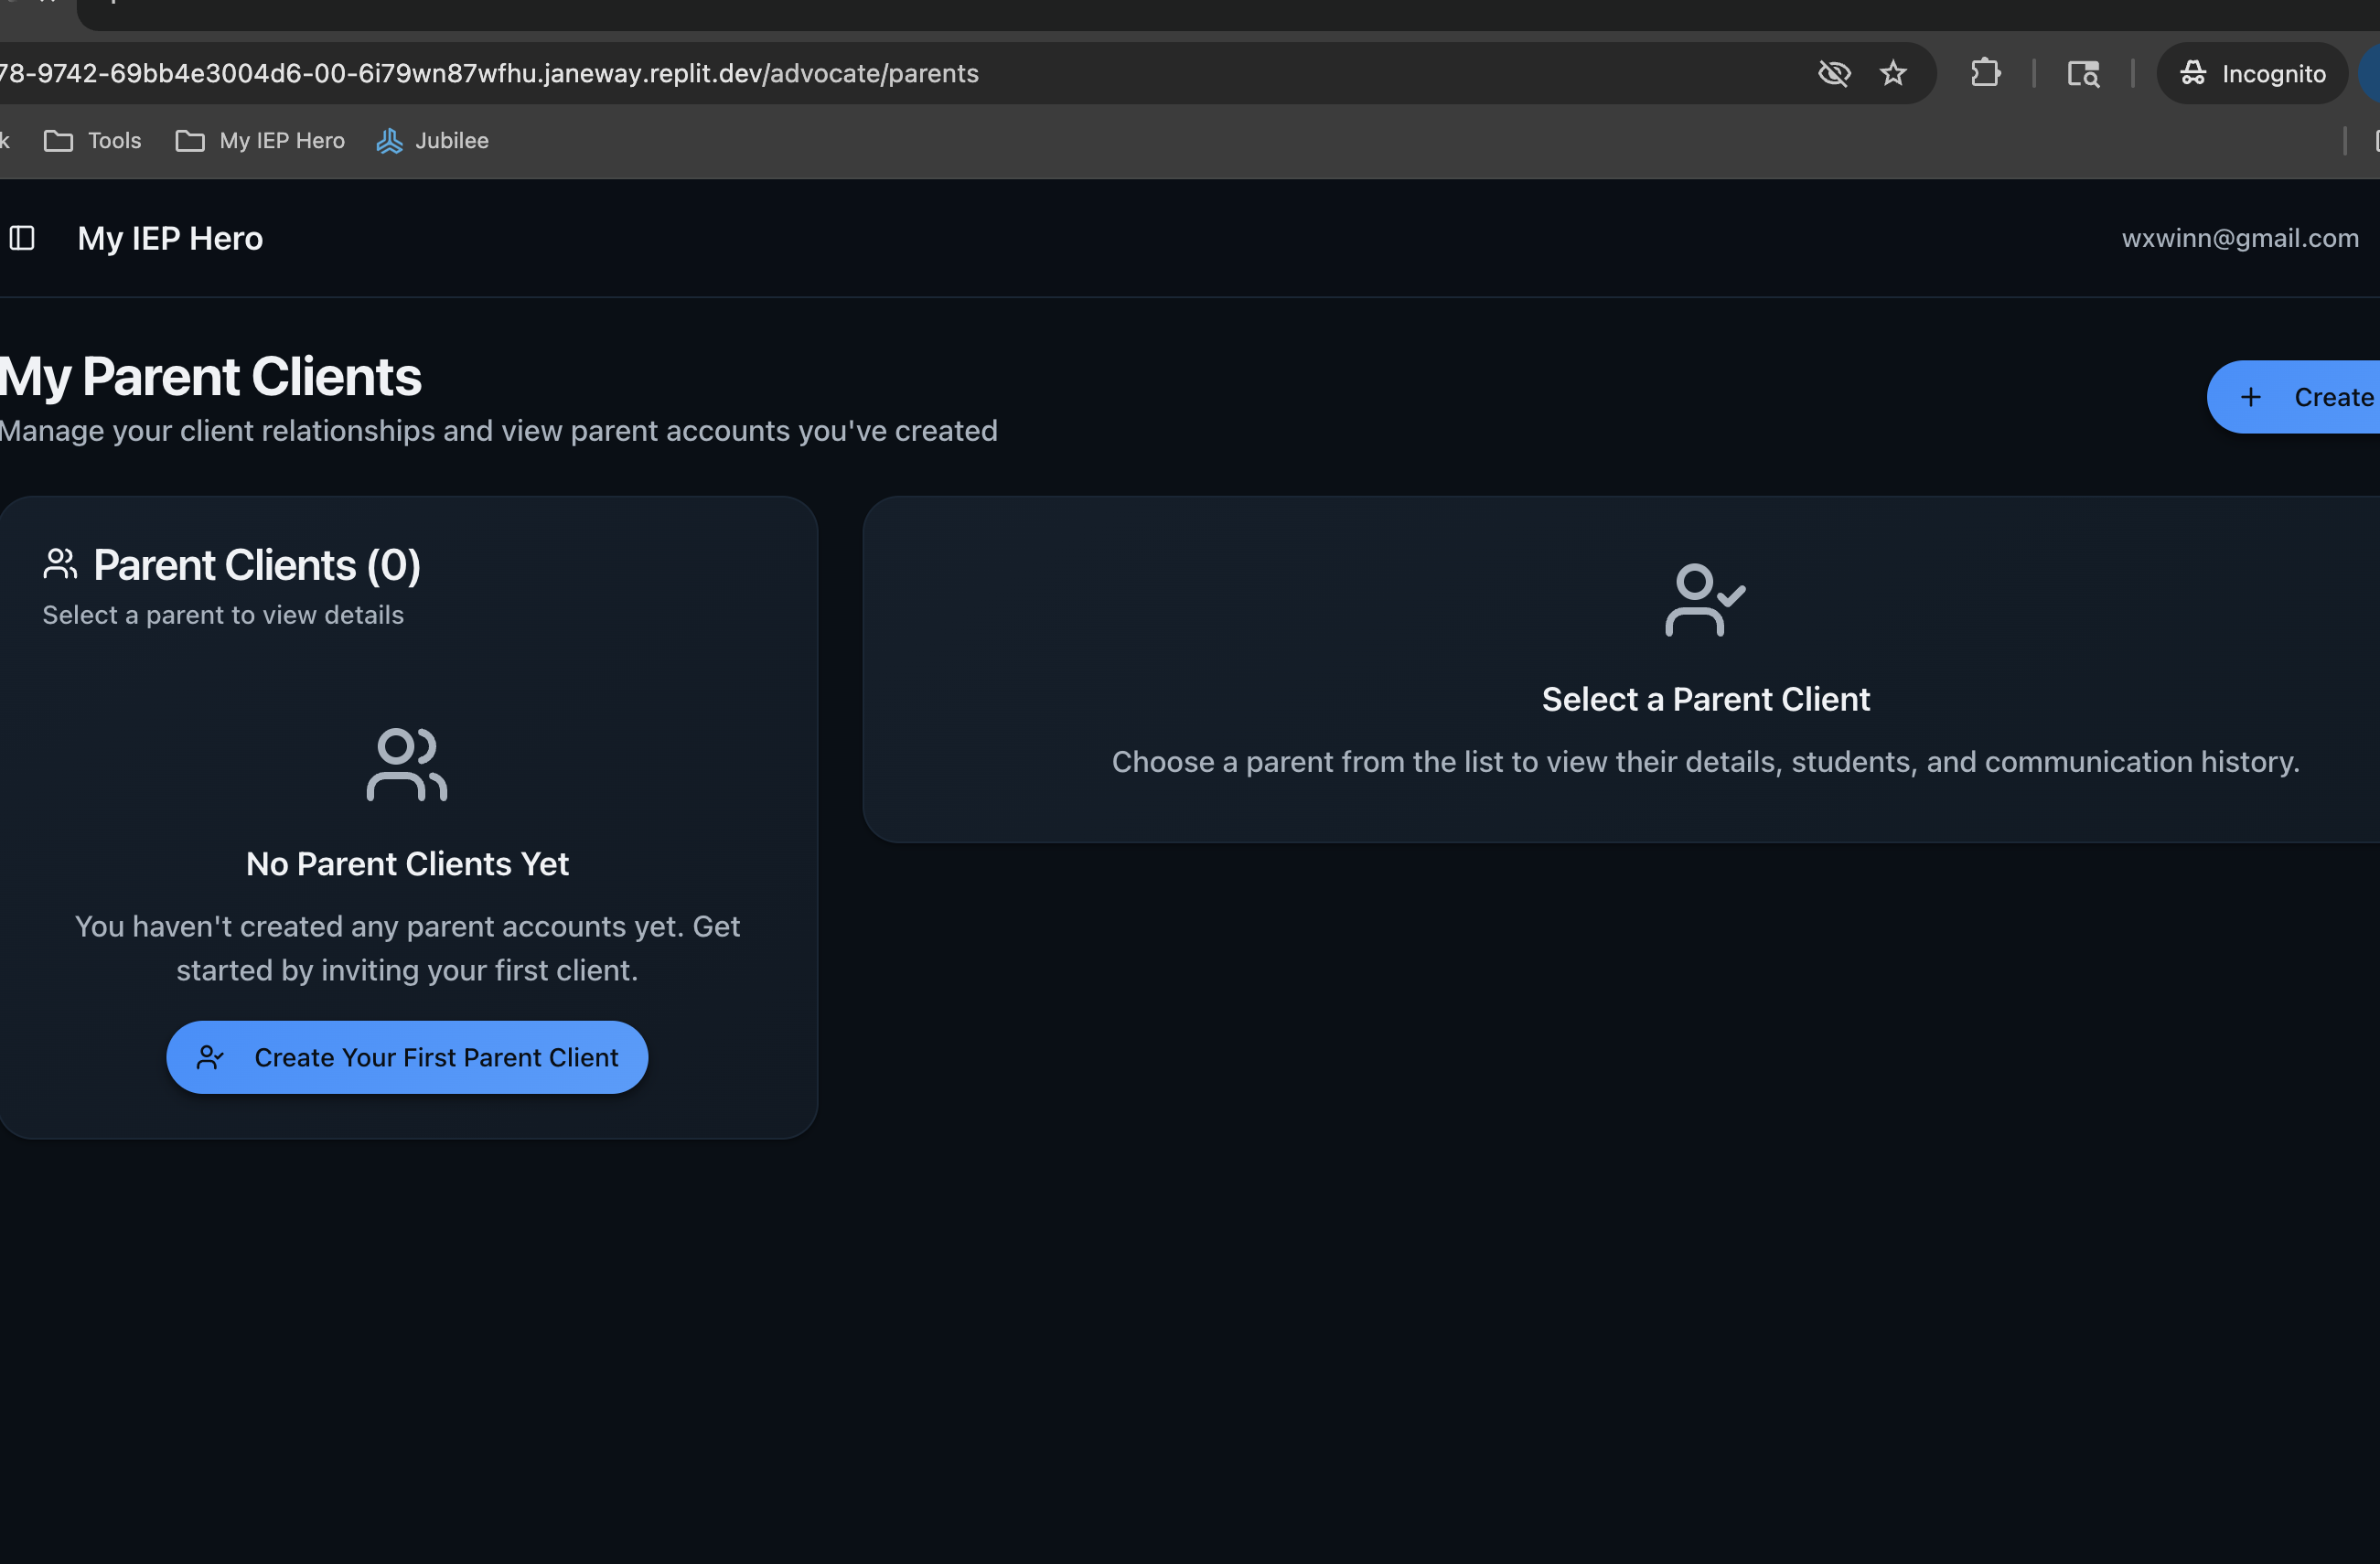 78-9742-69bb4e3004d6-00-6i79wn87wfhu.janeway.replit.dev/advocate/parents
Incognito
k
Tools
My IEP Hero
Jubilee
My IEP Hero
wxwinn@gmail.com
My Parent Clients
Manage your client relationships and view parent accounts you've created
Create
Parent Clients (0)
Select a parent to view details
No Parent Clients Yet
You haven't created any parent accounts yet. Get
started by inviting your first client.
Create Your First Parent Client
Select a Parent Client
Choose a parent from the list to view their details, students, and communication history.